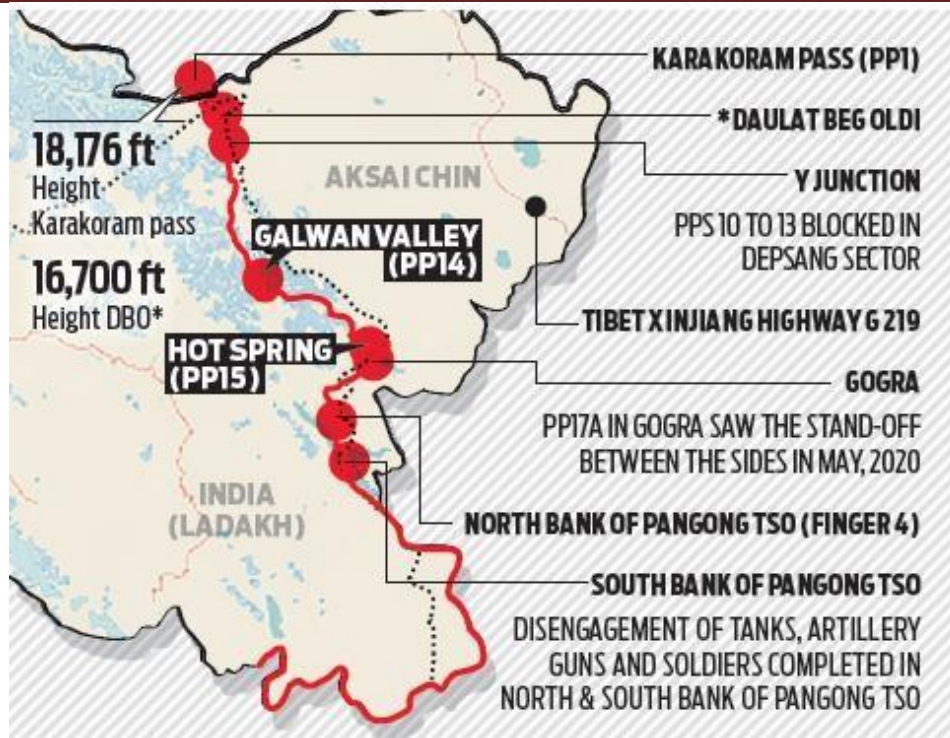 KARAKORAM PASS (PP1)
*DAULAT BEG OLDI
18,176 ft
Height
Karakoram pass
AKSAI CHIN
Y JUNCTION
PPS 10 TO 13 BLOCKED IN
DEPSANG SECTOR
GALWAN VALLEY
(PP14)
16,700 ft
Height DBO*
TIBET XINJIANG HIGHWAY G 219
HOT SPRING
(PP15)
GOGRA
PP17A IN GOGRA SAW THE STAND-OFF
BETWEEN THE SIDES IN MAY, 2020
INDIA
(LADAKH)
NORTH BANK OF PANGONG TSO (FINGER 4)
SOUTH BANK OF PANGONG TSO
DISENGAGEMENT OF TANKS, ARTILLERY
GUNS AND SOLDIERS COMPLETED IN
NORTH & SOUTH BANK OF PANGONG TSO